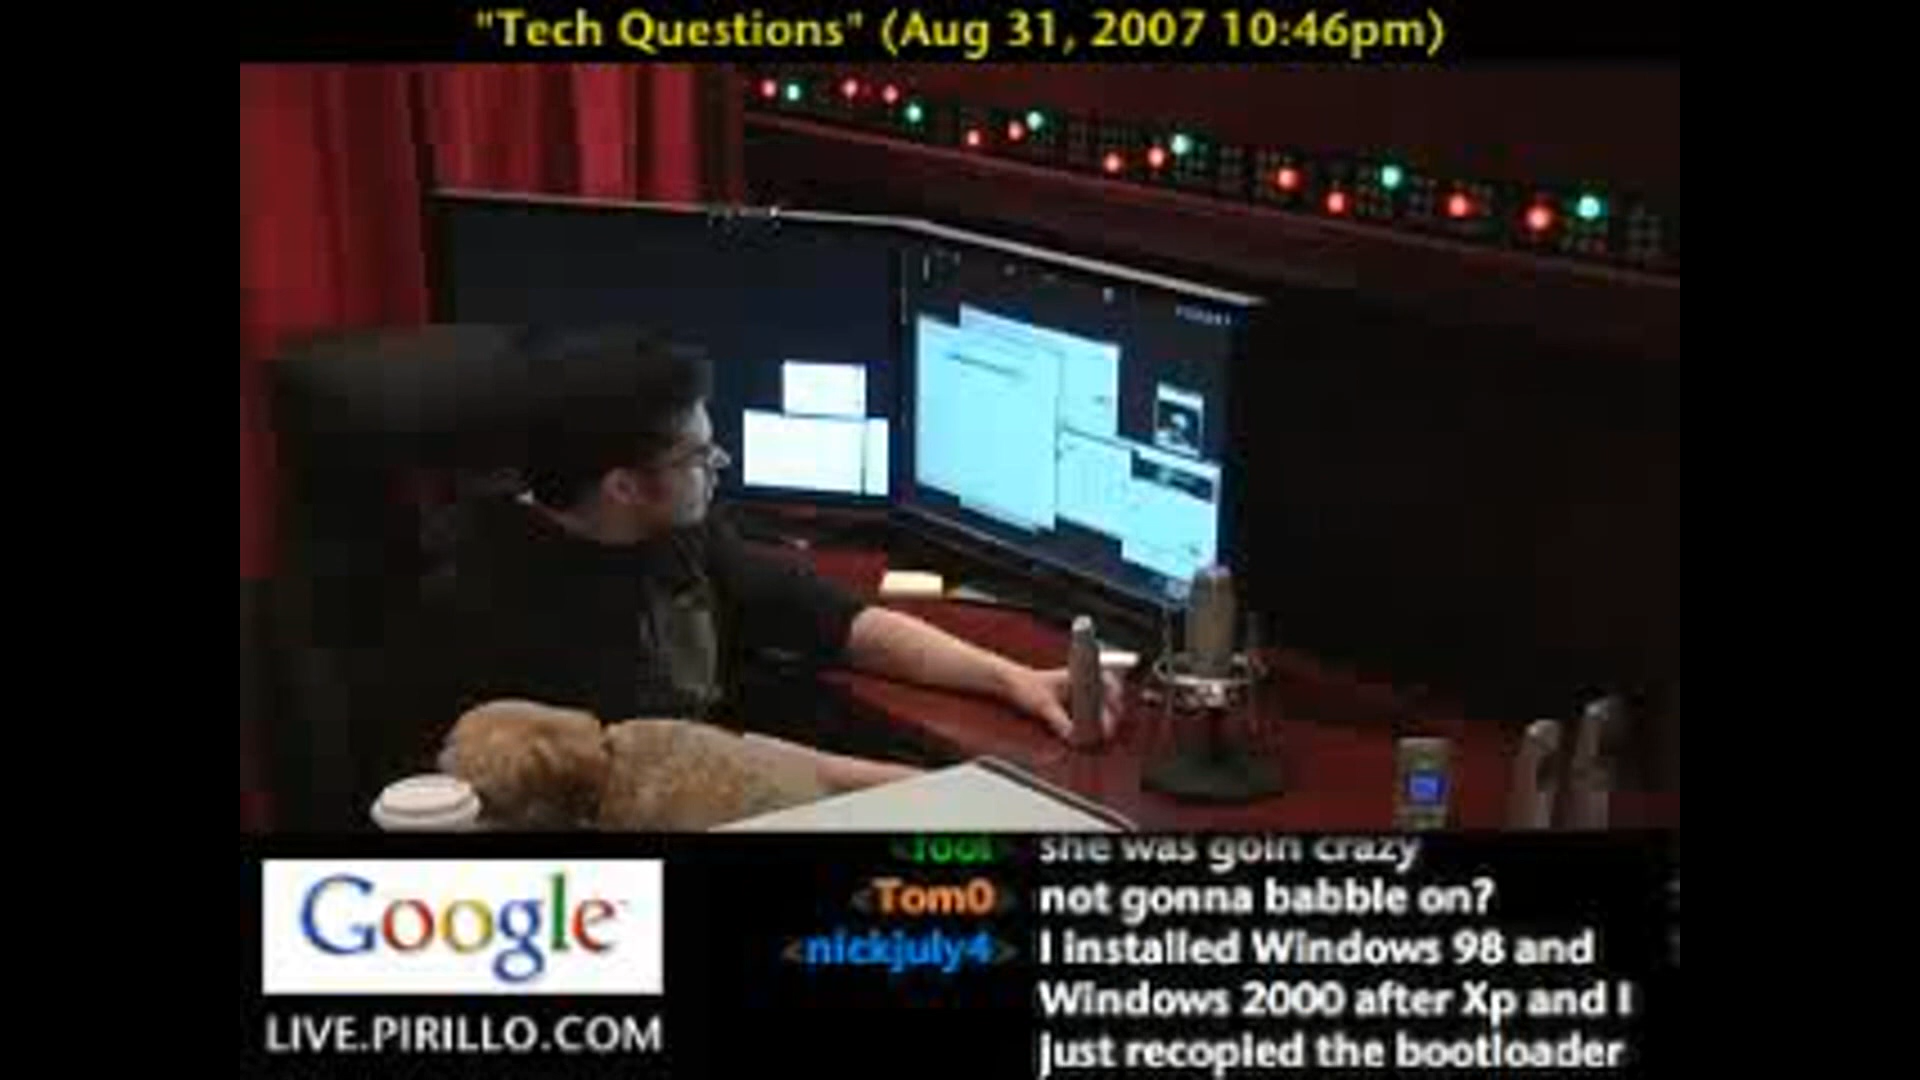 "Tech Questions" (Aug 31, 2007 10:46pm)
Google
LIVE.PIRILLO.COM
she was goin crazy
<Tom0> not gonna babble on?
<nickjuly4> I installed Windows 98 and
Windows 2000 after Xp and I
just recopied the bootloader